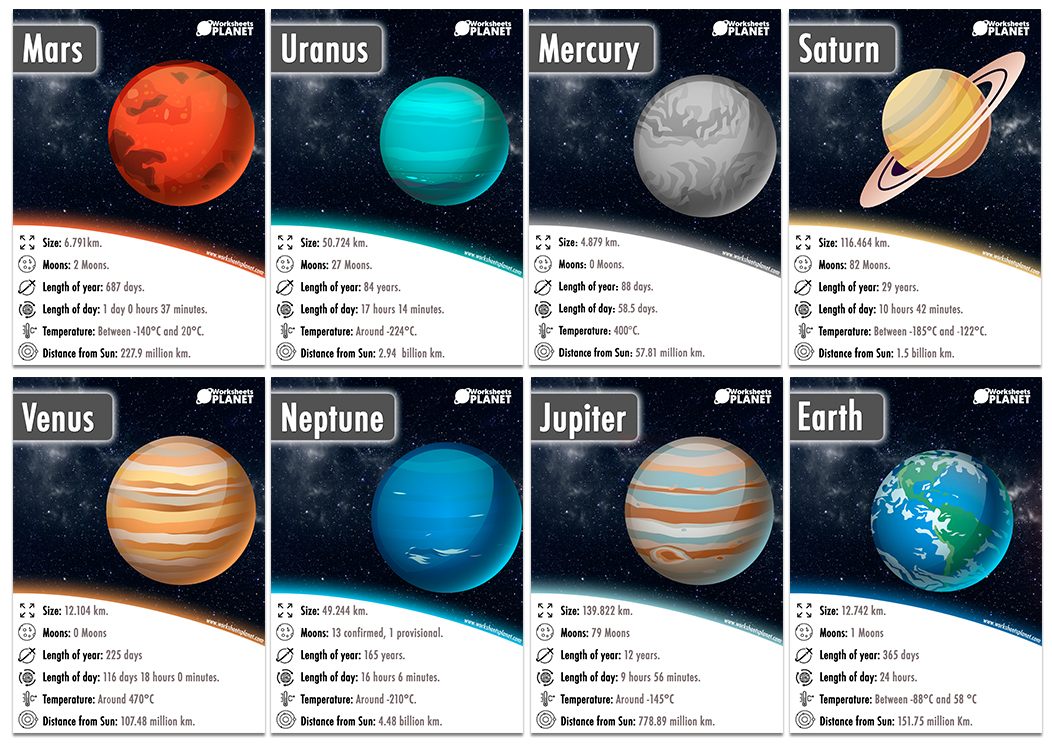 Worksheets
PLANET
Mars
Size: 6.791km.
Moons: 2 Moons.
Length of year: 687 days.
Length of day: 1 day 0 hours 37 minutes.
Temperature: Between -140°C and 20°C.
Distance from Sun: 227.9 million km.
www.worksheetsplanet.com
Worksheets
PLANET
Uranus
Size: 50.724 km.
Moons: 27 Moons.
Length of year: 84 years.
Length of day: 17 hours 14 minutes.
Temperature: Around -224°C.
Distance from Sun: 2.94 billion km.
www.worksheetsplanet.com
Worksheets
PLANET
Mercury
Size: 4.879 km.
Moons: 0 Moons.
Length of year: 88 days.
Length of day: 58.5 days.
Temperature: 400°C.
Distance from Sun: 57.81 million km.
www.worksheetsplanet.com
Worksheets
PLANET
Saturn
Size: 116.464 km.
Moons: 82 Moons.
Length of year: 29 years.
Length of day: 10 hours 42 minutes.
Temperature: Between -185°C and -122°C.
Distance from Sun: 1.5 billion km.
www.worksheetsplanet.com
Worksheets
PLANET
Venus
Size: 12.104 km.
Moons: 0 Moons
Length of year: 225 days
Length of day: 116 days 18 hours 0 minutes.
Temperature: Around 470°C
Distance from Sun: 107.48 million km.
www.worksheetsplanet.com
Worksheets
PLANET
Neptune
Size: 49.244 km.
Moons: 13 confirmed, 1 provisional.
Length of year: 165 years.
Length of day: 16 hours 6 minutes.
Temperature: Around -210°C.
Distance from Sun: 4.48 billion km.
www.worksheetsplanet.com
Worksheets
PLANET
Jupiter
Size: 139.822 km.
Moons: 79 Moons
Length of year: 12 years.
Length of day: 9 hours 56 minutes.
Temperature: Around -145°C
Distance from Sun: 778.89 million km.
www.worksheetsplanet.com
Worksheets
PLANET
Earth
Size: 12.742 km.
Moons: 1 Moons
Length of year: 365 days
Length of day: 24 hours.
Temperature: Between -88°C and 58 °C
Distance from Sun: 151.75 million Km.
www.worksheetsplanet.com